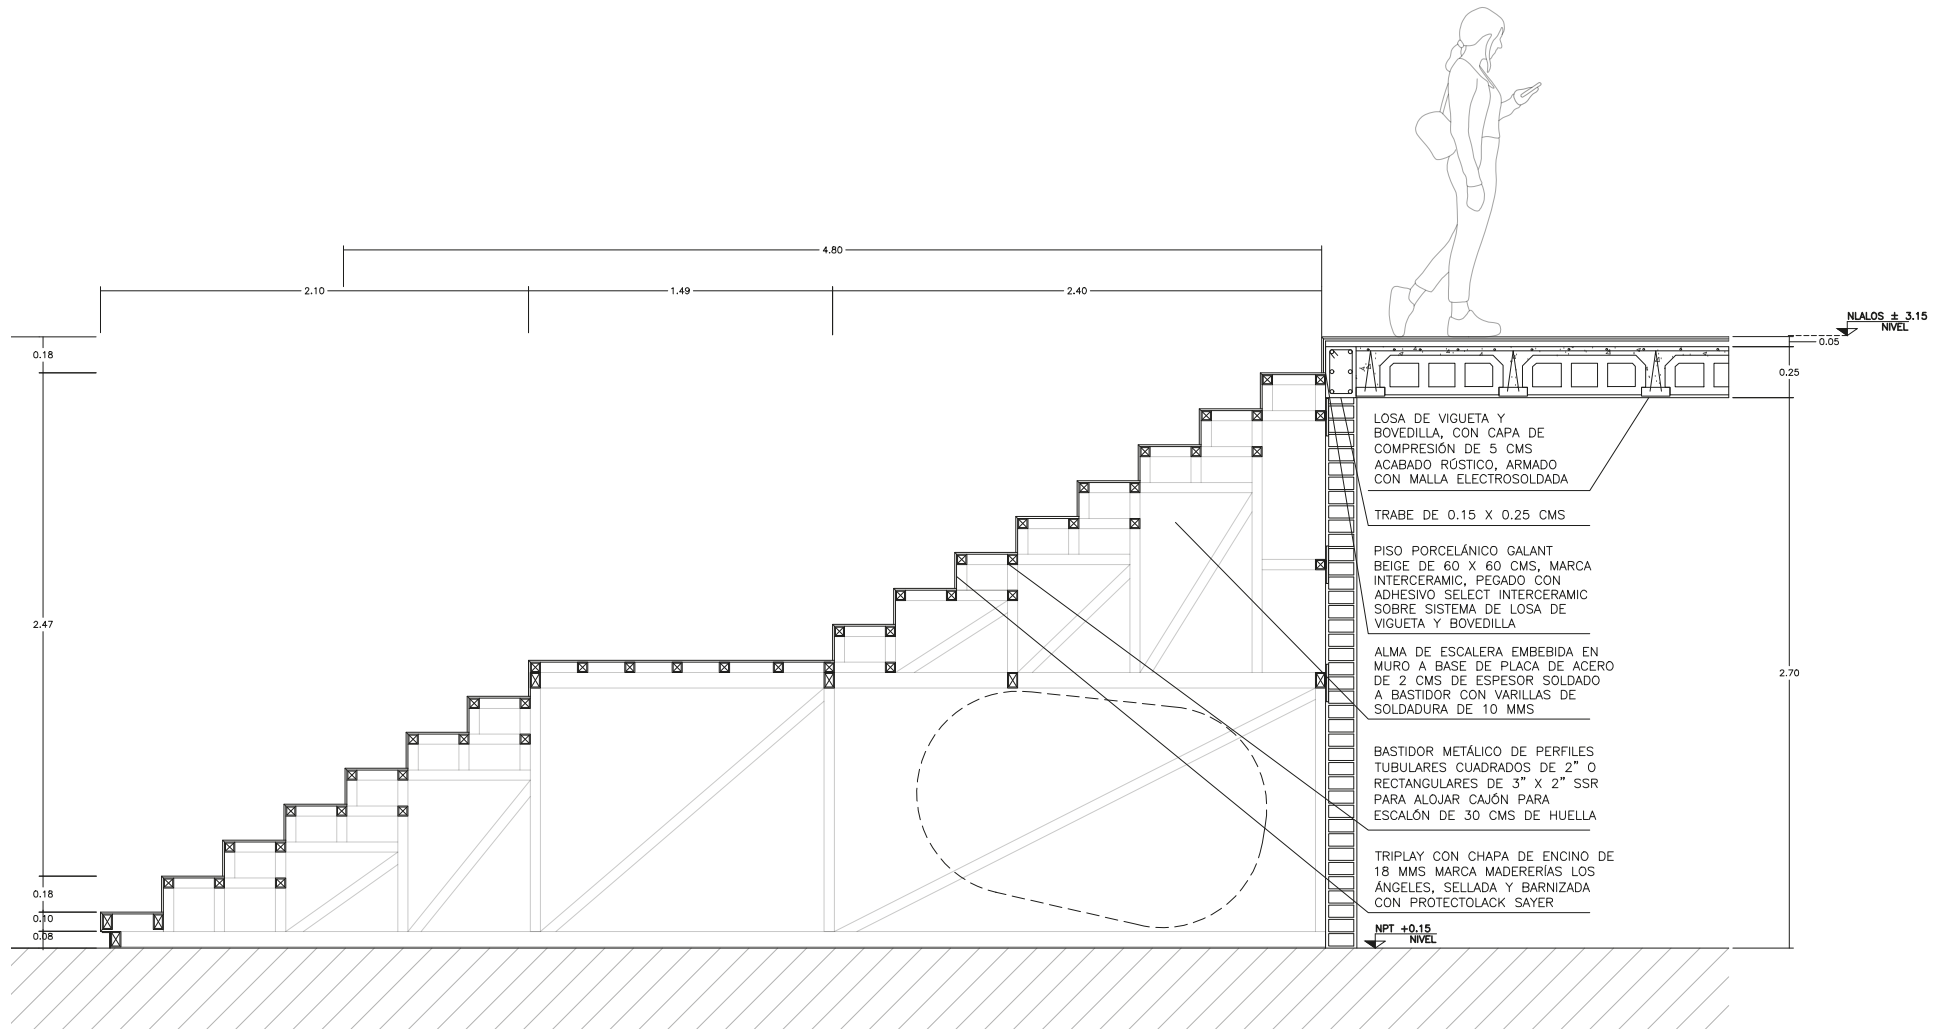 4.80
2.10
1.49
2.40
NLALOS ± 3.15
NIVEL
0.05
0.18
0.25
LOSA DE VIGUETA Y
BOVEDILLA, CON CAPA DE
COMPRESIÓN DE 5 CMS
ACABADO RÚSTICO, ARMADO
CON MALLA ELECTROSOLDADA
TRABE DE 0.15 X 0.25 CMS
PISO PORCELÁNICO GALANT
BEIGE DE 60 X 60 CMS, MARCA
INTERCERAMIC, PEGADO CON
ADHESIVO SELECT INTERCERAMIC
SOBRE SISTEMA DE LOSA DE
VIGUETA Y BOVEDILLA
2.47
ALMA DE ESCALERA EMBEBIDA EN
MURO A BASE DE PLACA DE ACERO
DE 2 CMS DE ESPESOR SOLDADO
A BASTIDOR CON VARILLAS DE
SOLDADURA DE 10 MMS
2.70
BASTIDOR METÁLICO DE PERFILES
TUBULARES CUADRADOS DE 2" O
RECTANGULARES DE 3" X 2" SSR
PARA ALOJAR CAJÓN PARA
ESCALÓN DE 30 CMS DE HUELLA
TRIPLAY CON CHAPA DE ENCINO DE
18 MMS MARCA MADERERÍAS LOS
ÁNGELES, SELLADA Y BARNIZADA
CON PROTECTOLACK SAYER
0.18
0.10
0.08
NPT +0.15
NIVEL